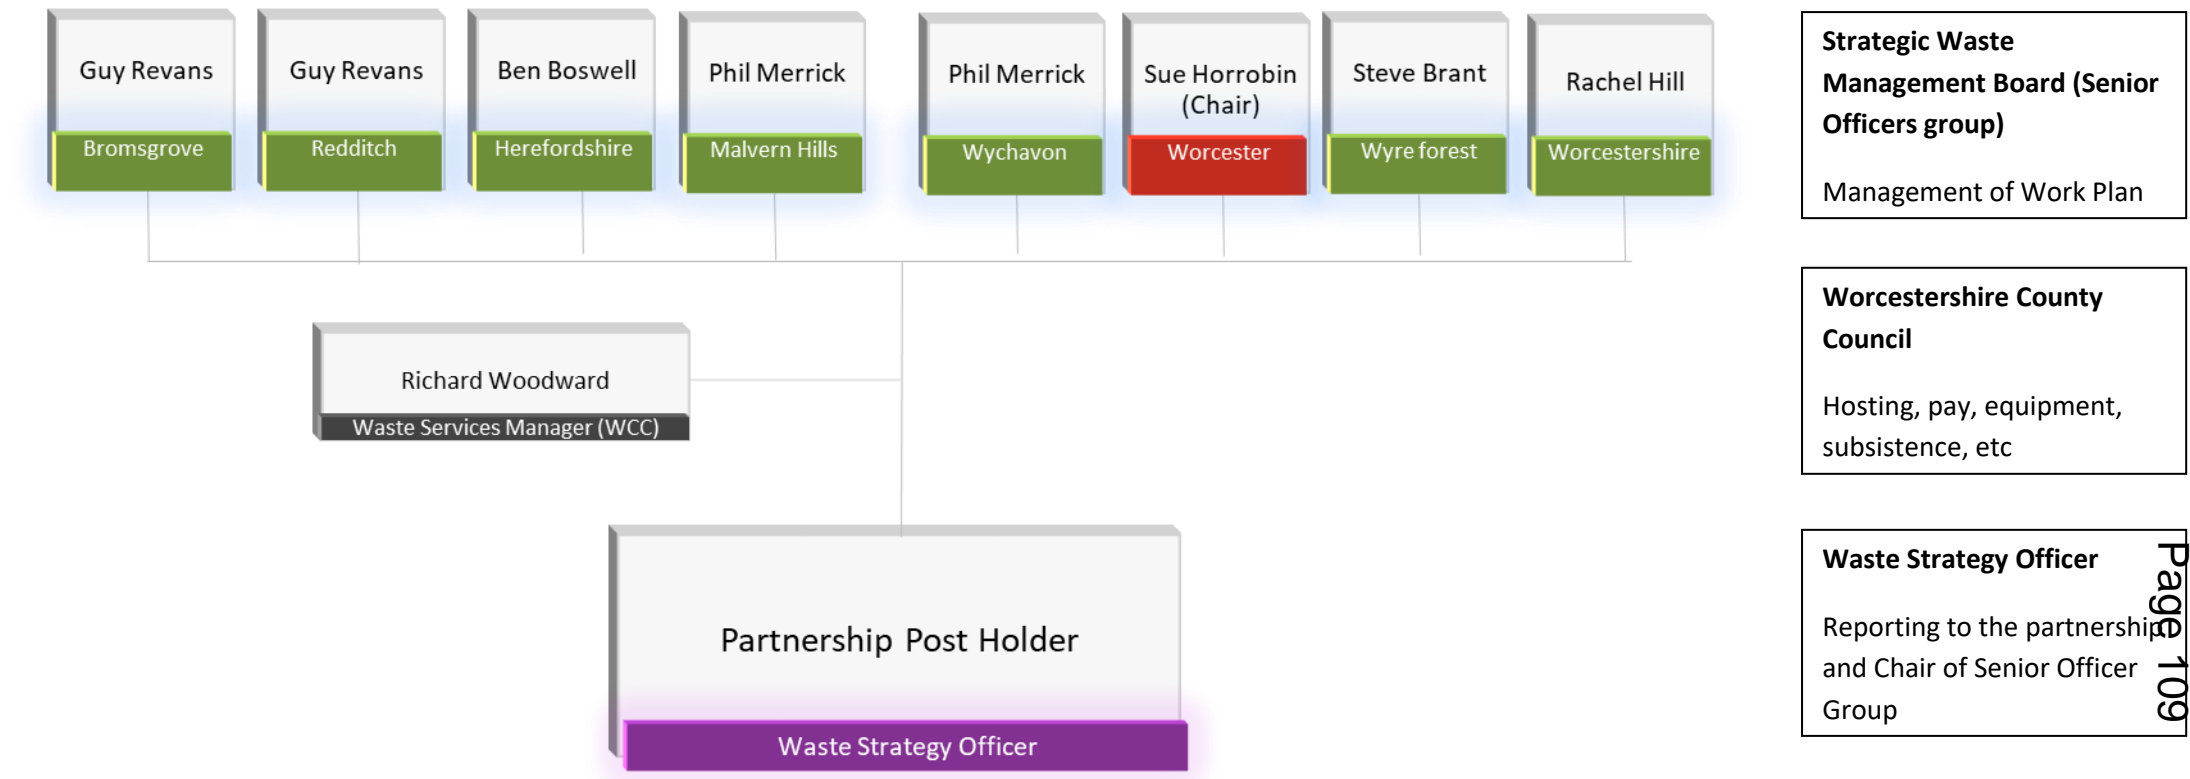 Guy Revans
Bromsgrove
Guy Revans
Redditch
Ben Boswell
Herefordshire
Phil Merrick
Malvern Hills
Phil Merrick
Wychavon
Sue Horrobin
(Chair)
Worcester
Steve Brant
Wyre forest
Rachel Hill
Worcestershire
Strategic Waste
Management Board (Senior
Officers group)
Management of Work Plan
Richard Woodward
Waste Services Manager (WCC)
Worcestershire County
Council
Hosting, pay, equipment,
subsistence, etc
Partnership Post Holder
Waste Strategy Officer
Waste Strategy Officer
Reporting to the partnership
and Chair of Senior Officer
Group
Page 109